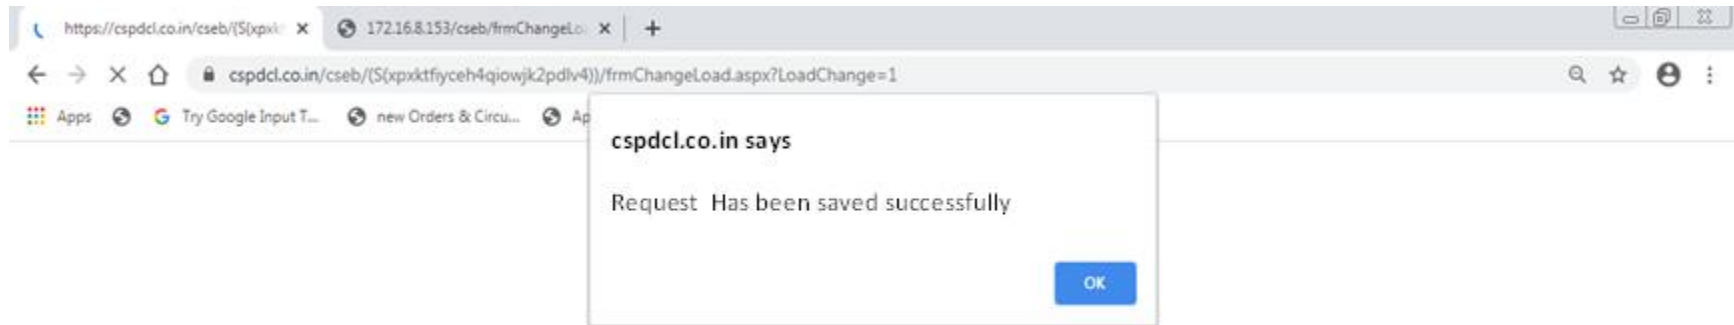 https://cspdcl.co.in/cseb/(S(xpxk
172.16.8.153/cseb/frmChangeLo
cspdcl.co.in/cseb/(S(xpxktfiyceh4qiowjk2pdlv4))/frmChangeLoad.aspx?LoadChange=1
Apps
Try Google Input T...
new Orders & Circu...
Ap
cspdcl.co.in says
Request Has been saved successfully
OK